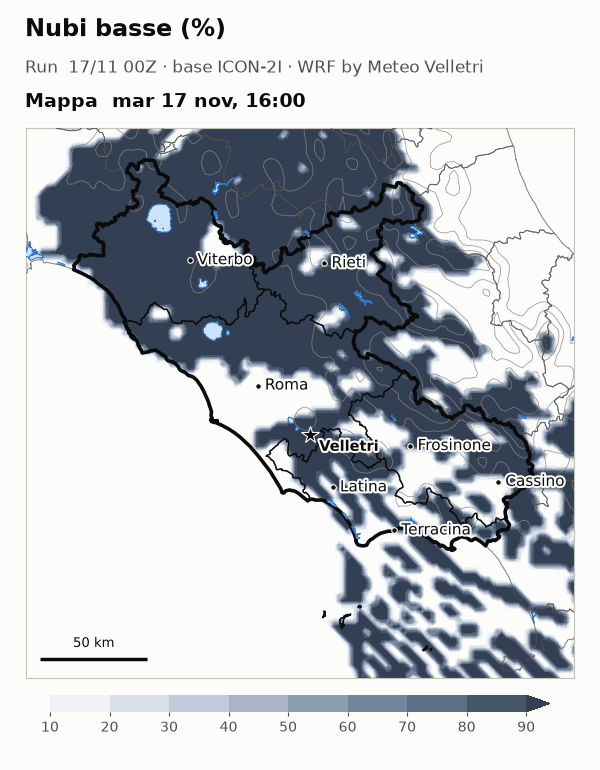 Nubi basse (%)
Run  17/11 00Z · base ICON-2I · WRF by Meteo Velletri
Mappa  mar 17 nov, 16:00
Viterbo
Rieti
Roma
Velletri
Frosinone
Cassino
Latina
Terracina
50 km
10 20 30 40 50 60 70 80 90